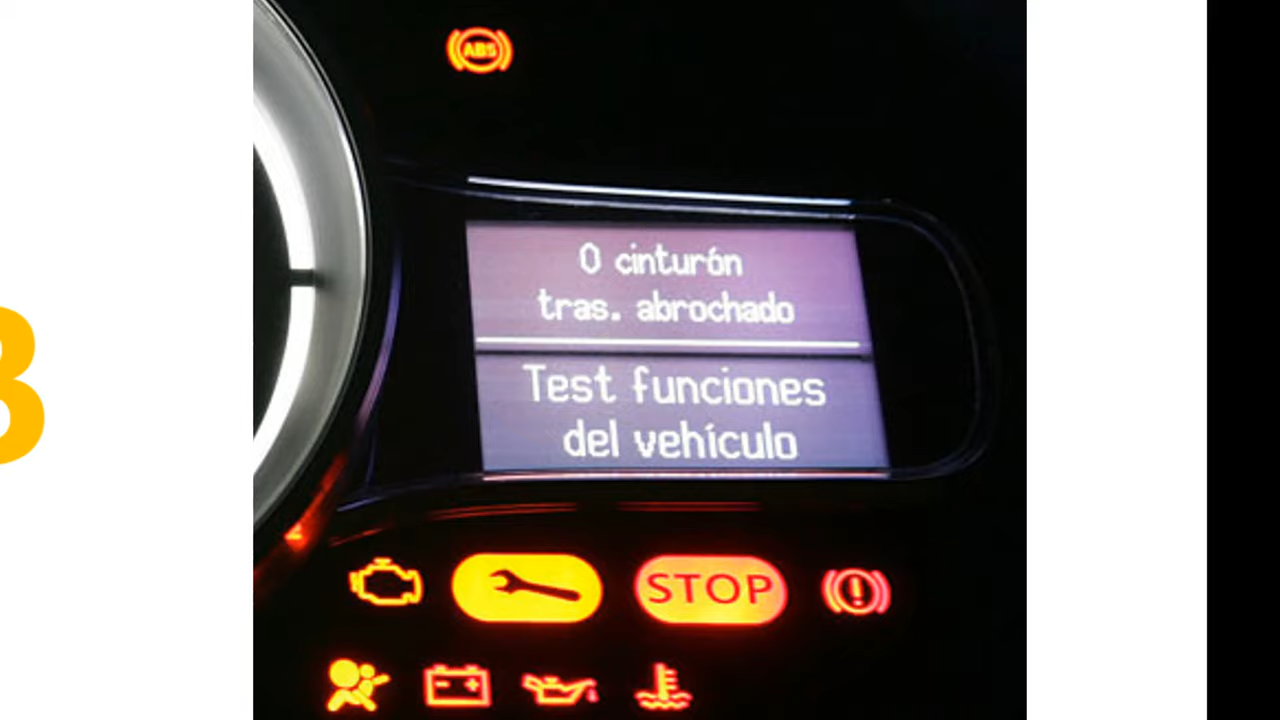 ABS
0 cinturón
tras. abrochado
Test funciones
del vehículo
STOP